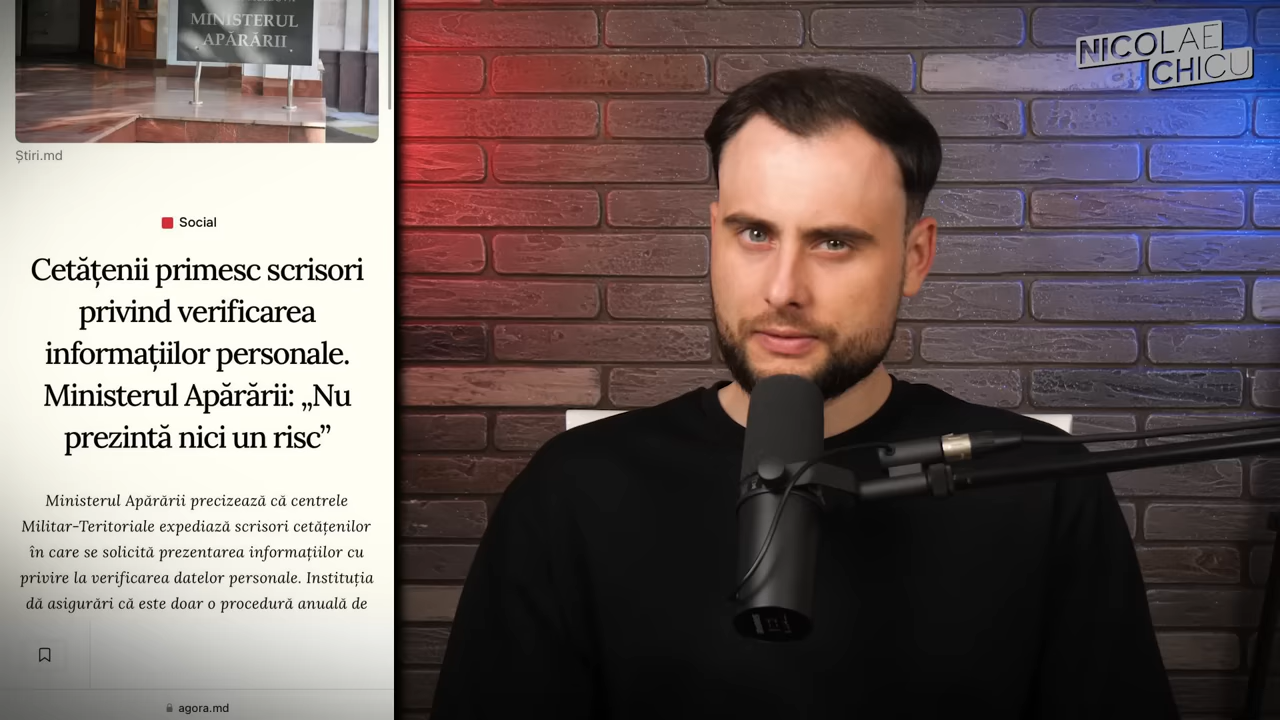 MINISTERUL
APĂRĂRII
Știri.md
Social
Cetățenii primesc scrisori
privind verificarea
informațiilor personale.
Ministerul Apărării: „Nu
prezintă nici un risc”
Ministerul Apărării precizează că centrele
Militar-Teritoriale expediază scrisori cetățenilor
în care se solicită prezentarea informațiilor cu
privire la verificarea datelor personale. Instituția
dă asigurări că este doar o procedură anuală de
agora.md
NICOLAE
CHICU